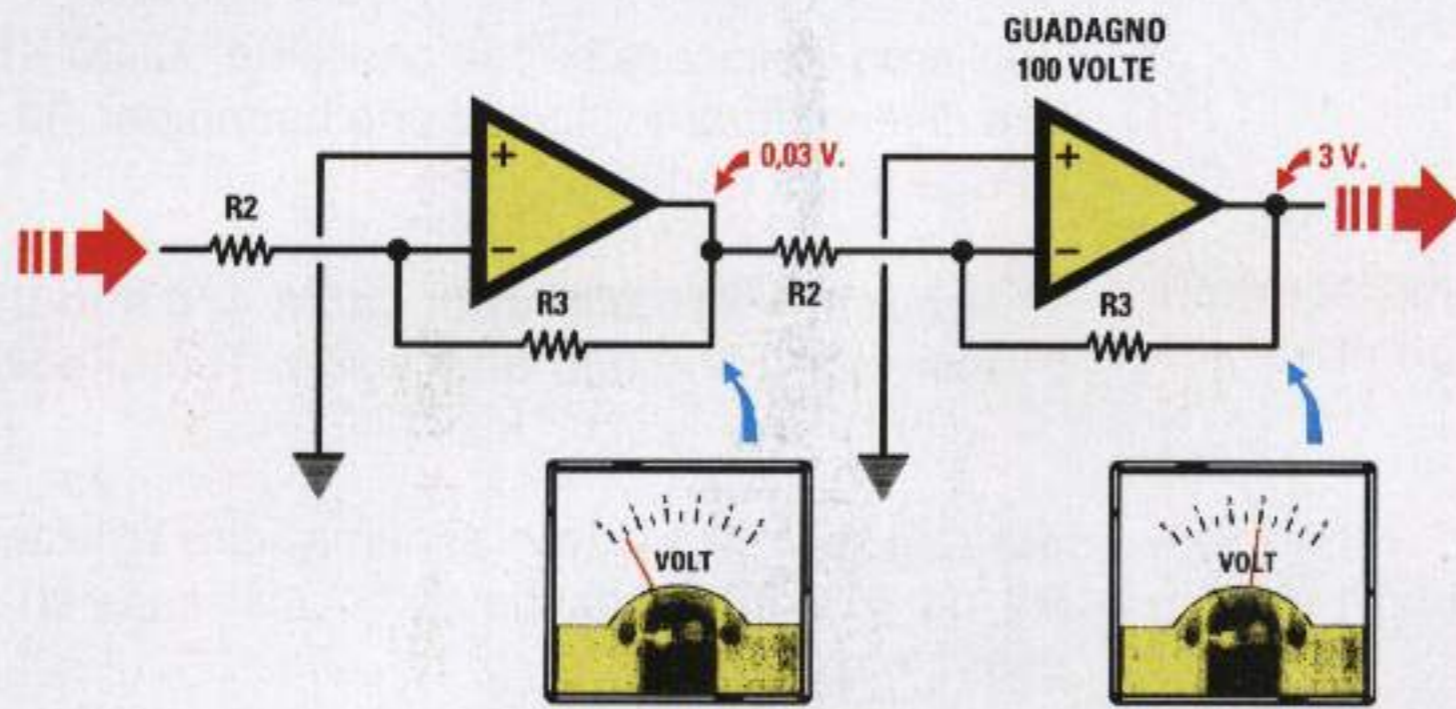 GUADAGNO
100 VOLTE
+
0,03 V.
+
3 V.
R2
−
R2
−
R3
R3
VOLT
VOLT